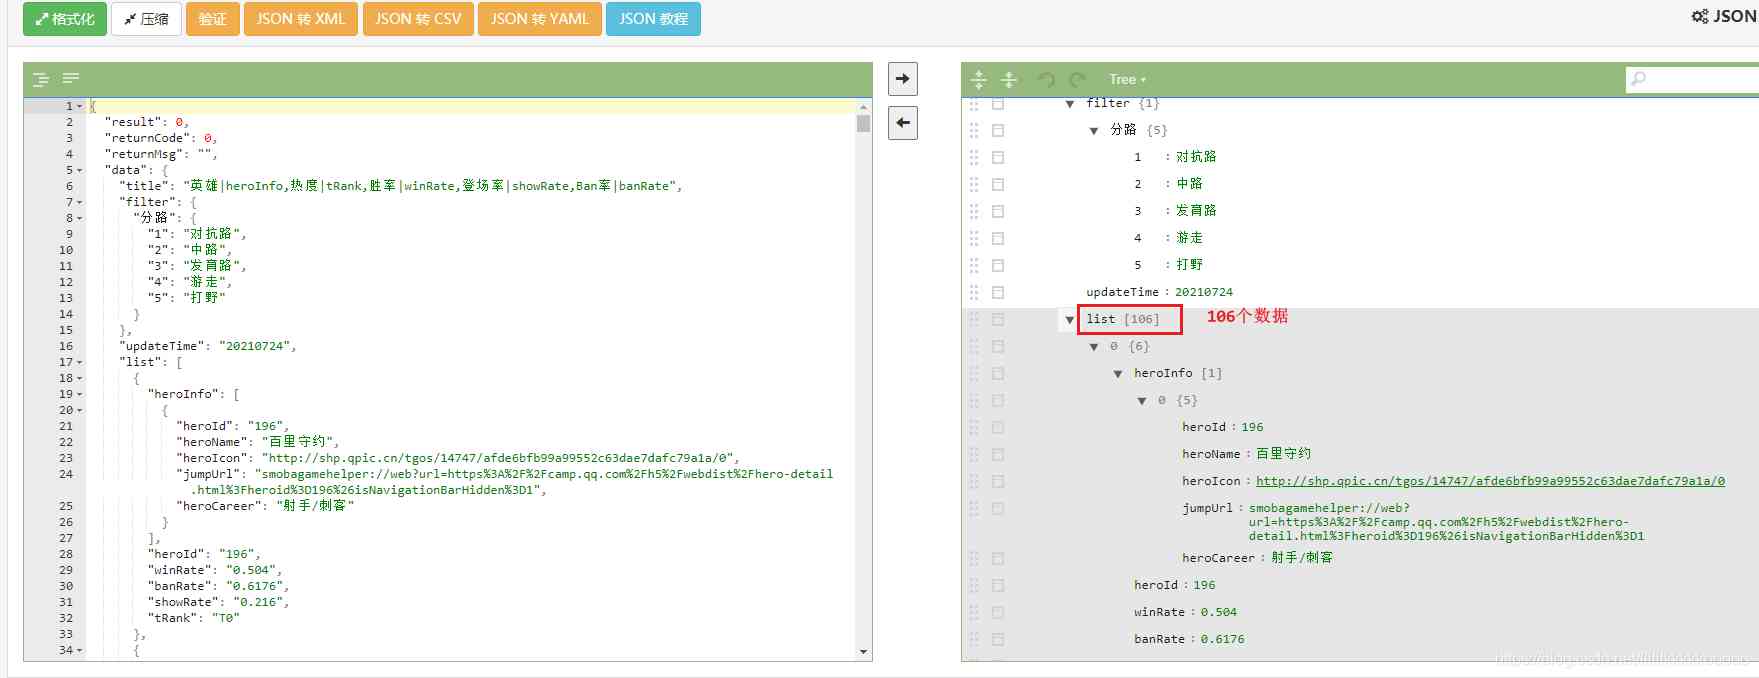 格式化 压缩 验证 JSON 转 XML JSON 转 CSV JSON 转 YAML JSON 教程 JSON
Tree
1 {
2 "result": 0,
3 "returnCode": 0,
4 "returnMsg": "",
5 "data": {
6 "title": "英雄|heroInfo,热度|tRank,胜率|winRate,登场率|showRate,Ban率|banRate",
7 "filter": {
8 "分路": {
9 "1": "对抗路",
10 "2": "中路",
11 "3": "发育路",
12 "4": "游走",
13 "5": "打野"
14 }
15 },
16 "updateTime": "20210724",
17 "list": [
18 {
19 "heroInfo": [
20 {
21 "heroId": "196",
22 "heroName": "百里守约",
23 "heroIcon": "http://shp.qpic.cn/tgos/14747/afde6bfb99a99552c63dae7dafc79a1a/0",
24 "jumpUrl": "smobagamehelper://web?url=https%3A%2F%2Fcamp.qq.com%2Fh5%2Fwebdist%2Fhero-detail
.html%3Fheroid%3D196%26isNavigationBarHidden%3D1",
25 "heroCareer": "射手/刺客"
26 }
27 ],
28 "heroId": "196",
29 "winRate": "0.504",
30 "banRate": "0.6176",
31 "showRate": "0.216",
32 "tRank": "T0"
33 },
34 {
filter {1}
分路 {5}
1 : 对抗路
2 : 中路
3 : 发育路
4 : 游走
5 : 打野
updateTime : 20210724
list [106] 106个数据
0 {6}
heroInfo [1]
0 {5}
heroId : 196
heroName : 百里守约
heroIcon : http://shp.qpic.cn/tgos/14747/afde6bfb99a99552c63dae7dafc79a1a/0
jumpUrl : smobagamehelper://web?
url=https%3A%2F%2Fcamp.qq.com%2Fh5%2Fwebdist%2Fhero-
detail.html%3Fheroid%3D196%26isNavigationBarHidden%3D1
heroCareer : 射手/刺客
heroId : 196
winRate : 0.504
banRate : 0.6176